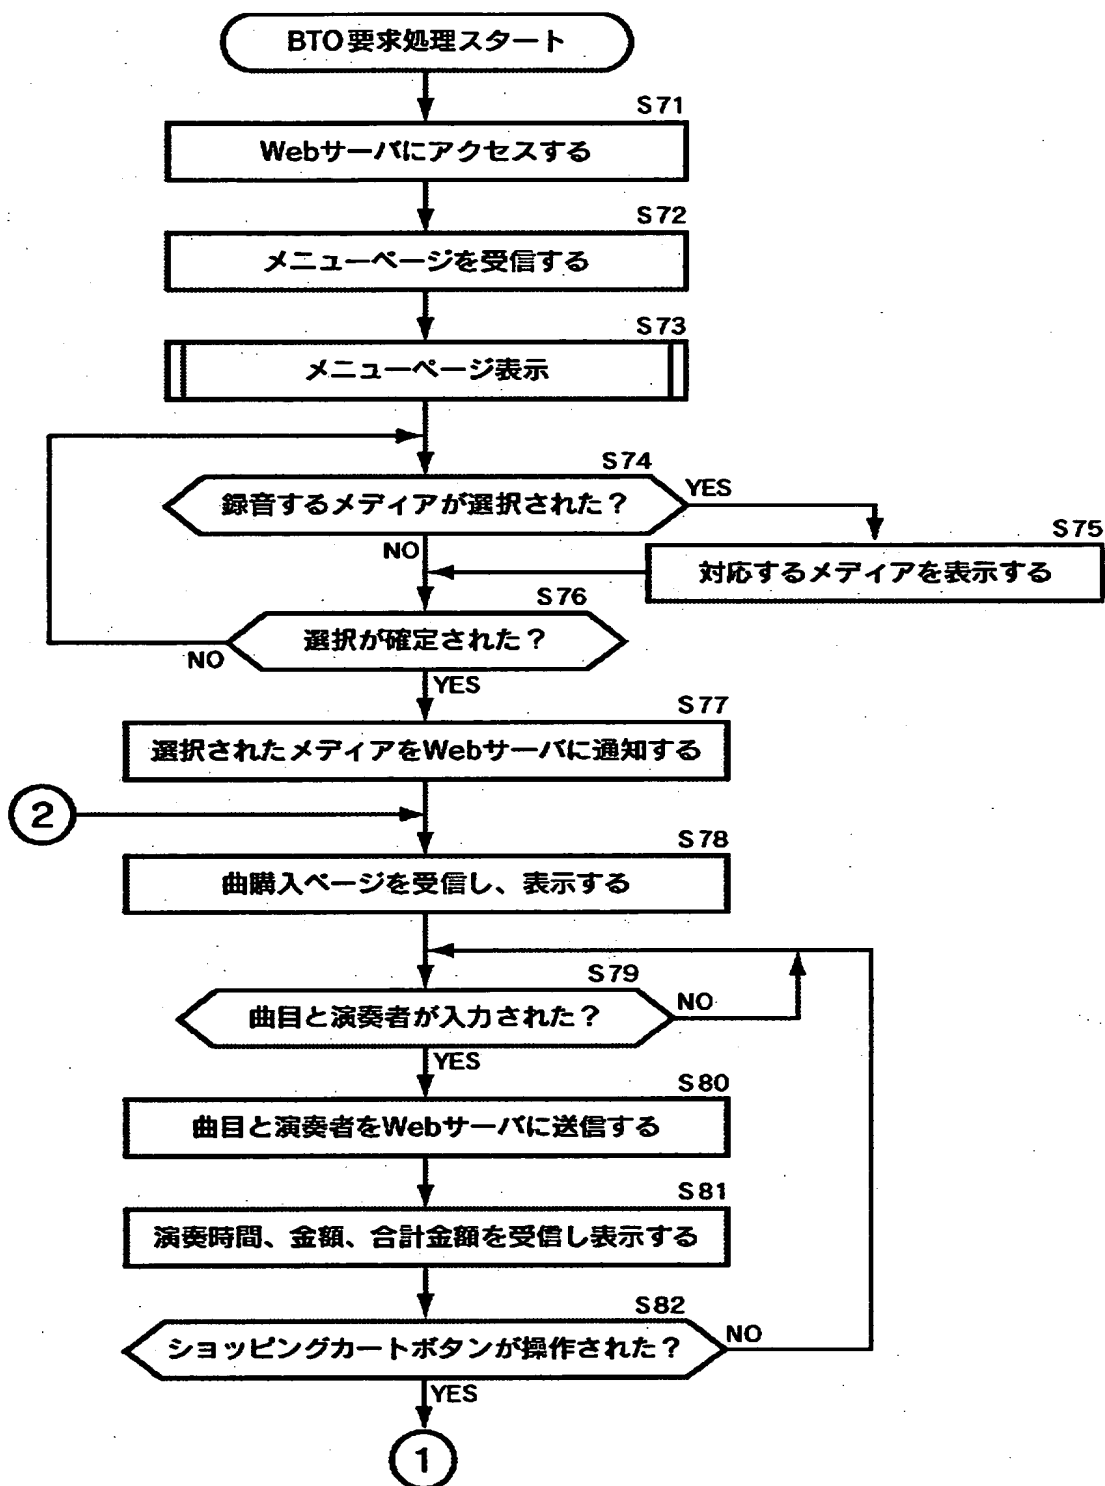 BTO要求処理スタート
S71
Webサーバにアクセスする
S72
メニューページを受信する
S73
メニューページ表示
S74
録音するメディアが選択された？
YES
NO
S75
対応するメディアを表示する
S76
選択が確定された？
NO
YES
S77
選択されたメディアをWebサーバに通知する
2
S78
曲購入ページを受信し、表示する
S79
曲目と演奏者が入力された？
NO
YES
S80
曲目と演奏者をWebサーバに送信する
S81
演奏時間、金額、合計金額を受信し表示する
S82
ショッピングカートボタンが操作された？
NO
YES
1